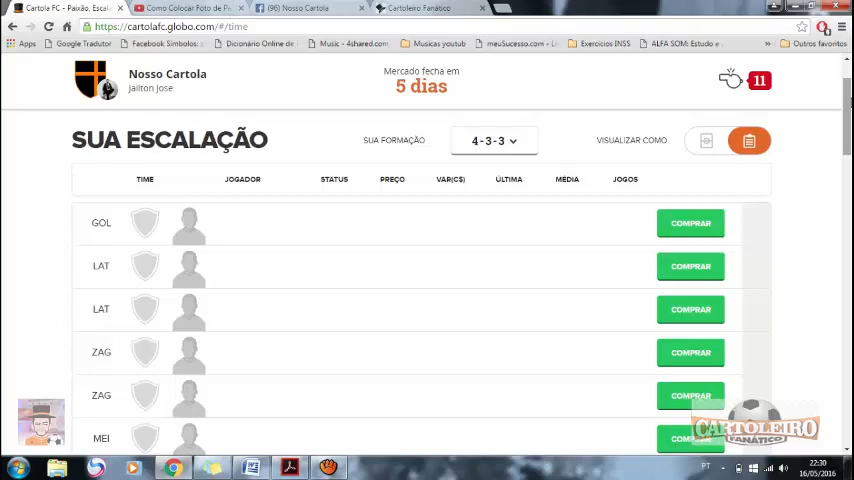 Cartola FC - Paixão, Escala
Como Colocar Foto de Pe
(96) Nosso Cartola
Cartoleiro Fanático
https://cartolafc.globo.com/#/time
Apps
Google Tradutor
Facebook Símbolos:
Dicionário Online de
Music - 4shared.com
Musicas youtub
meuSucesso.com
Exercicios INSS
ALFA SOM: Estudo e
»
Outros favoritos
Nosso Cartola
Jailton Jose
Mercado fecha em
5 dias
11
SUA ESCALAÇÃO
SUA FORMAÇÃO
4-3-3
VISUALIZAR COMO
TIME JOGADOR STATUS PREÇO VAR(C$) ÚLTIMA MÉDIA JOGOS
GOL COMPRAR
LAT COMPRAR
LAT COMPRAR
ZAG COMPRAR
ZAG COMPRAR
MEI
CARTOLEIRO
FANÁTICO
PT
22:30
16/05/2016